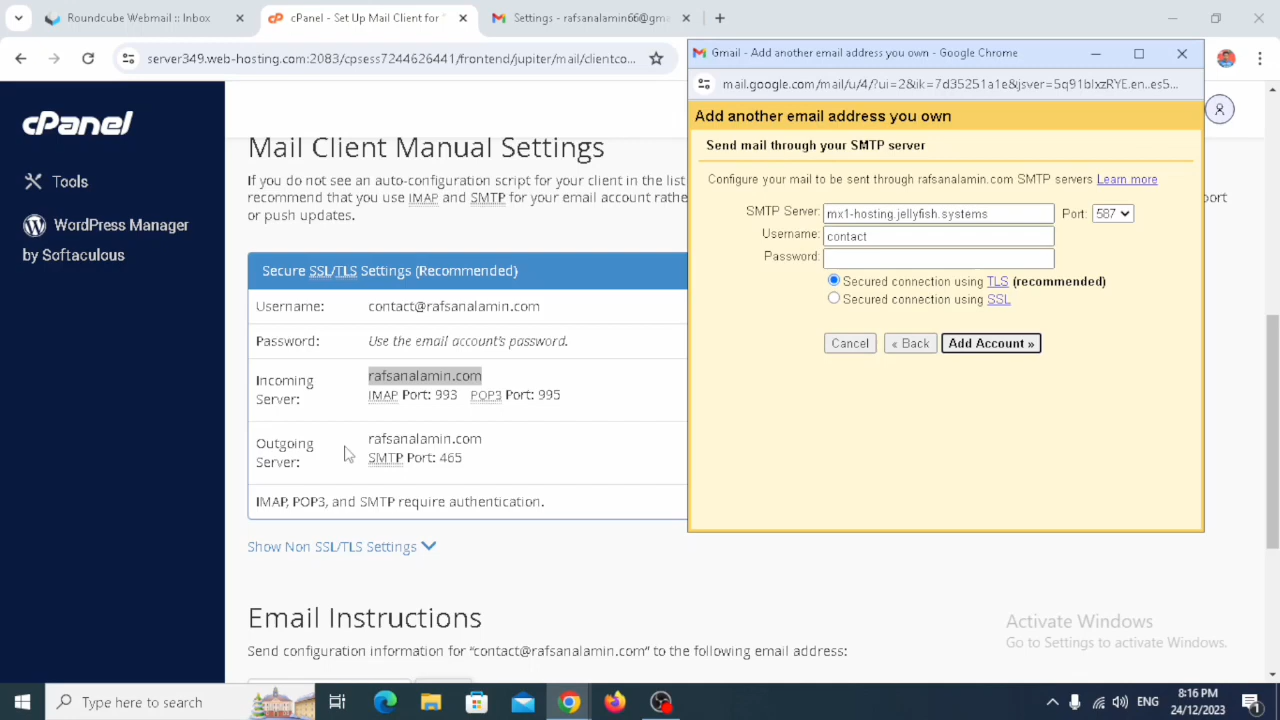 Roundcube Webmail :: Inbox
cPanel - Set Up Mail Client for
Settings - rafsanalamin66@gm
server349.web-hosting.com:2083/cpsess7244626441/frontend/jupiter/mail/clientco...
cPanel
Tools
WordPress Manager
by Softaculous
Mail Client Manual Settings
If you do not see an auto-configuration script for your client in the list
recommend that you use IMAP and SMTP for your email account rathe
or push updates.
port
Secure SSL/TLS Settings (Recommended)
Username: contact@rafsanalamin.com
Password: Use the email account's password.
Incoming
Server:
rafsanalamin.com
IMAP Port: 993 POP3 Port: 995
Outgoing
Server:
rafsanalamin.com
SMTP Port: 465
IMAP, POP3, and SMTP require authentication.
Show Non SSL/TLS Settings
Email Instructions
Send configuration information for "contact@rafsanalamin.com" to the following email address:
Gmail - Add another email address you own - Google Chrome
mail.google.com/mail/u/4/?ui=2&ik=7d35251a1e&jsver=5q91blxzRYE.en..es5...
Add another email address you own
Send mail through your SMTP server
Configure your mail to be sent through rafsanalamin.com SMTP servers Learn more
SMTP Server: mx1-hosting.jellyfish.systems Port: 587
Username: contact
Password:
Secured connection using TLS (recommended)
Secured connection using SSL
Cancel « Back Add Account »
Activate Windows
Go to Settings to activate Windows.
Type here to search
ENG
8:16 PM
24/12/2023
1